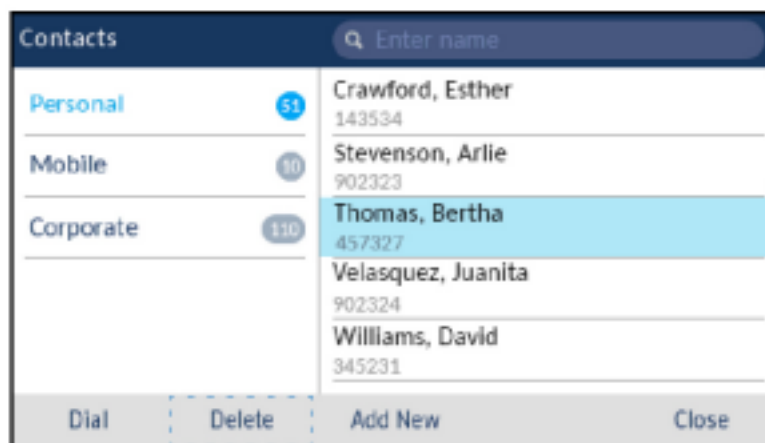 Contacts
Enter name
Personal 51
Mobile 10
Corporate 110
Crawford, Esther
143534
Stevenson, Arlie
902323
Thomas, Bertha
457327
Velasquez, Juanita
902324
Williams, David
345231
Dial Delete Add New Close